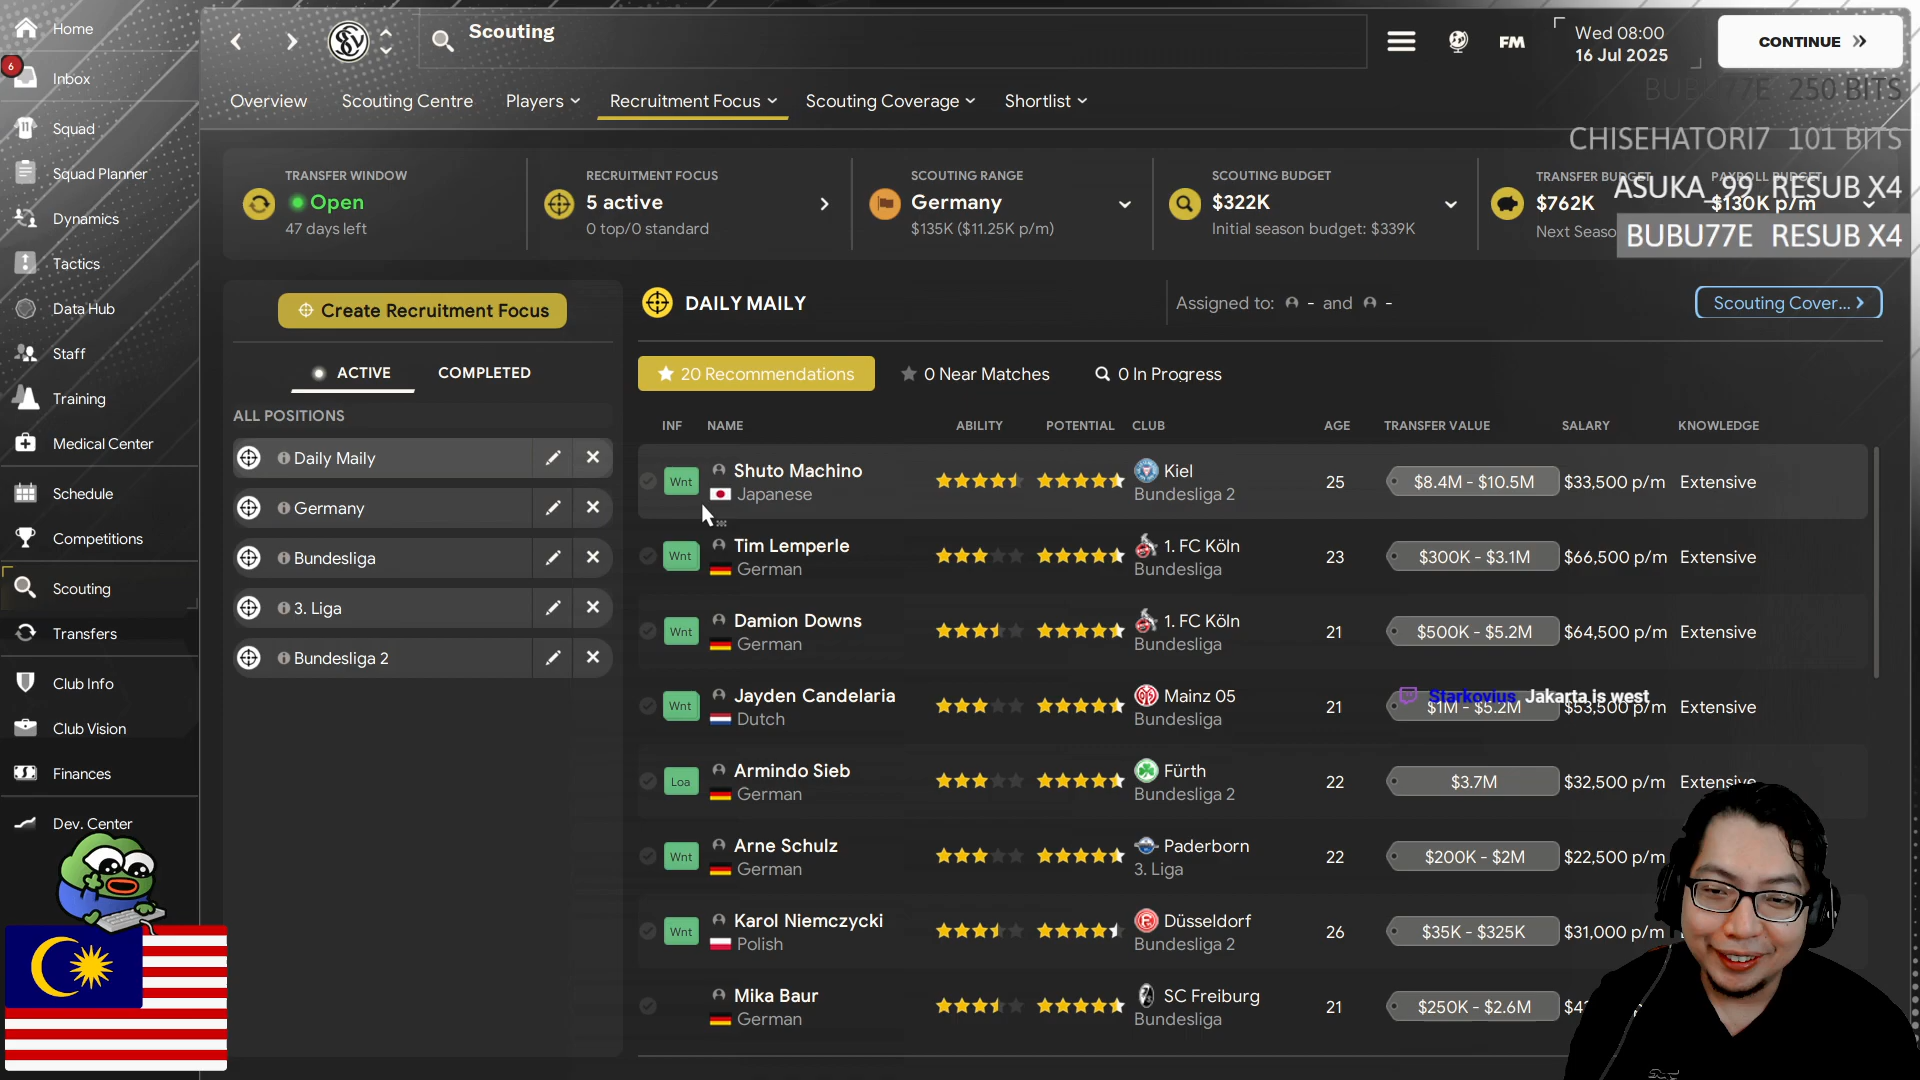 Home
6
Inbox
Squad
Squad Planner
Dynamics
Tactics
Data Hub
Staff
Training
Medical Center
Schedule
Competitions
Scouting
Transfers
Club Info
Club Vision
Finances
Dev. Center
Scouting
FM
Wed 08:00
16 Jul 2025
CONTINUE
BUBU77E 250 BITS
CHISEHATORI7 101 BITS
ASUKA_99 RESUB X4
BUBU77E RESUB X4
Overview
Scouting Centre
Players
Recruitment Focus
Scouting Coverage
Shortlist
TRANSFER WINDOW
Open
47 days left
RECRUITMENT FOCUS
5 active
0 top/0 standard
SCOUTING RANGE
Germany
$135K ($11.25K p/m)
SCOUTING BUDGET
$322K
Initial season budget: $339K
TRANSFER BUDGET
$762K
Next Seaso
PAYROLL BUDGET
$130K p/m
Create Recruitment Focus
ACTIVE
COMPLETED
ALL POSITIONS
Daily Maily
Germany
Bundesliga
3. Liga
Bundesliga 2
DAILY MAILY
Assigned to: - and -
Scouting Cover...
20 Recommendations
0 Near Matches
0 In Progress
INF NAME ABILITY POTENTIAL CLUB AGE TRANSFER VALUE SALARY KNOWLEDGE
Wnt Shuto Machino Kiel 25 $8.4M - $10.5M $33,500 p/m Extensive
Japanese Bundesliga 2
Wnt Tim Lemperle 1. FC Köln 23 $300K - $3.1M $66,500 p/m Extensive
German Bundesliga
Wnt Damion Downs 1. FC Köln 21 $500K - $5.2M $64,500 p/m Extensive
German Bundesliga
Starkovius Jakarta is west
Wnt Jayden Candelaria Mainz 05 21 $1M - $5.2M $53,500 p/m Extensive
Dutch Bundesliga
Loa Armindo Sieb Fürth 22 $3.7M $32,500 p/m Extensive
German Bundesliga 2
Wnt Arne Schulz Paderborn 22 $200K - $2M $22,500 p/m
German 3. Liga
Wnt Karol Niemczycki Düsseldorf 26 $35K - $325K $31,000 p/m
Polish Bundesliga 2
Mika Baur SC Freiburg 21 $250K - $2.6M
German Bundesliga